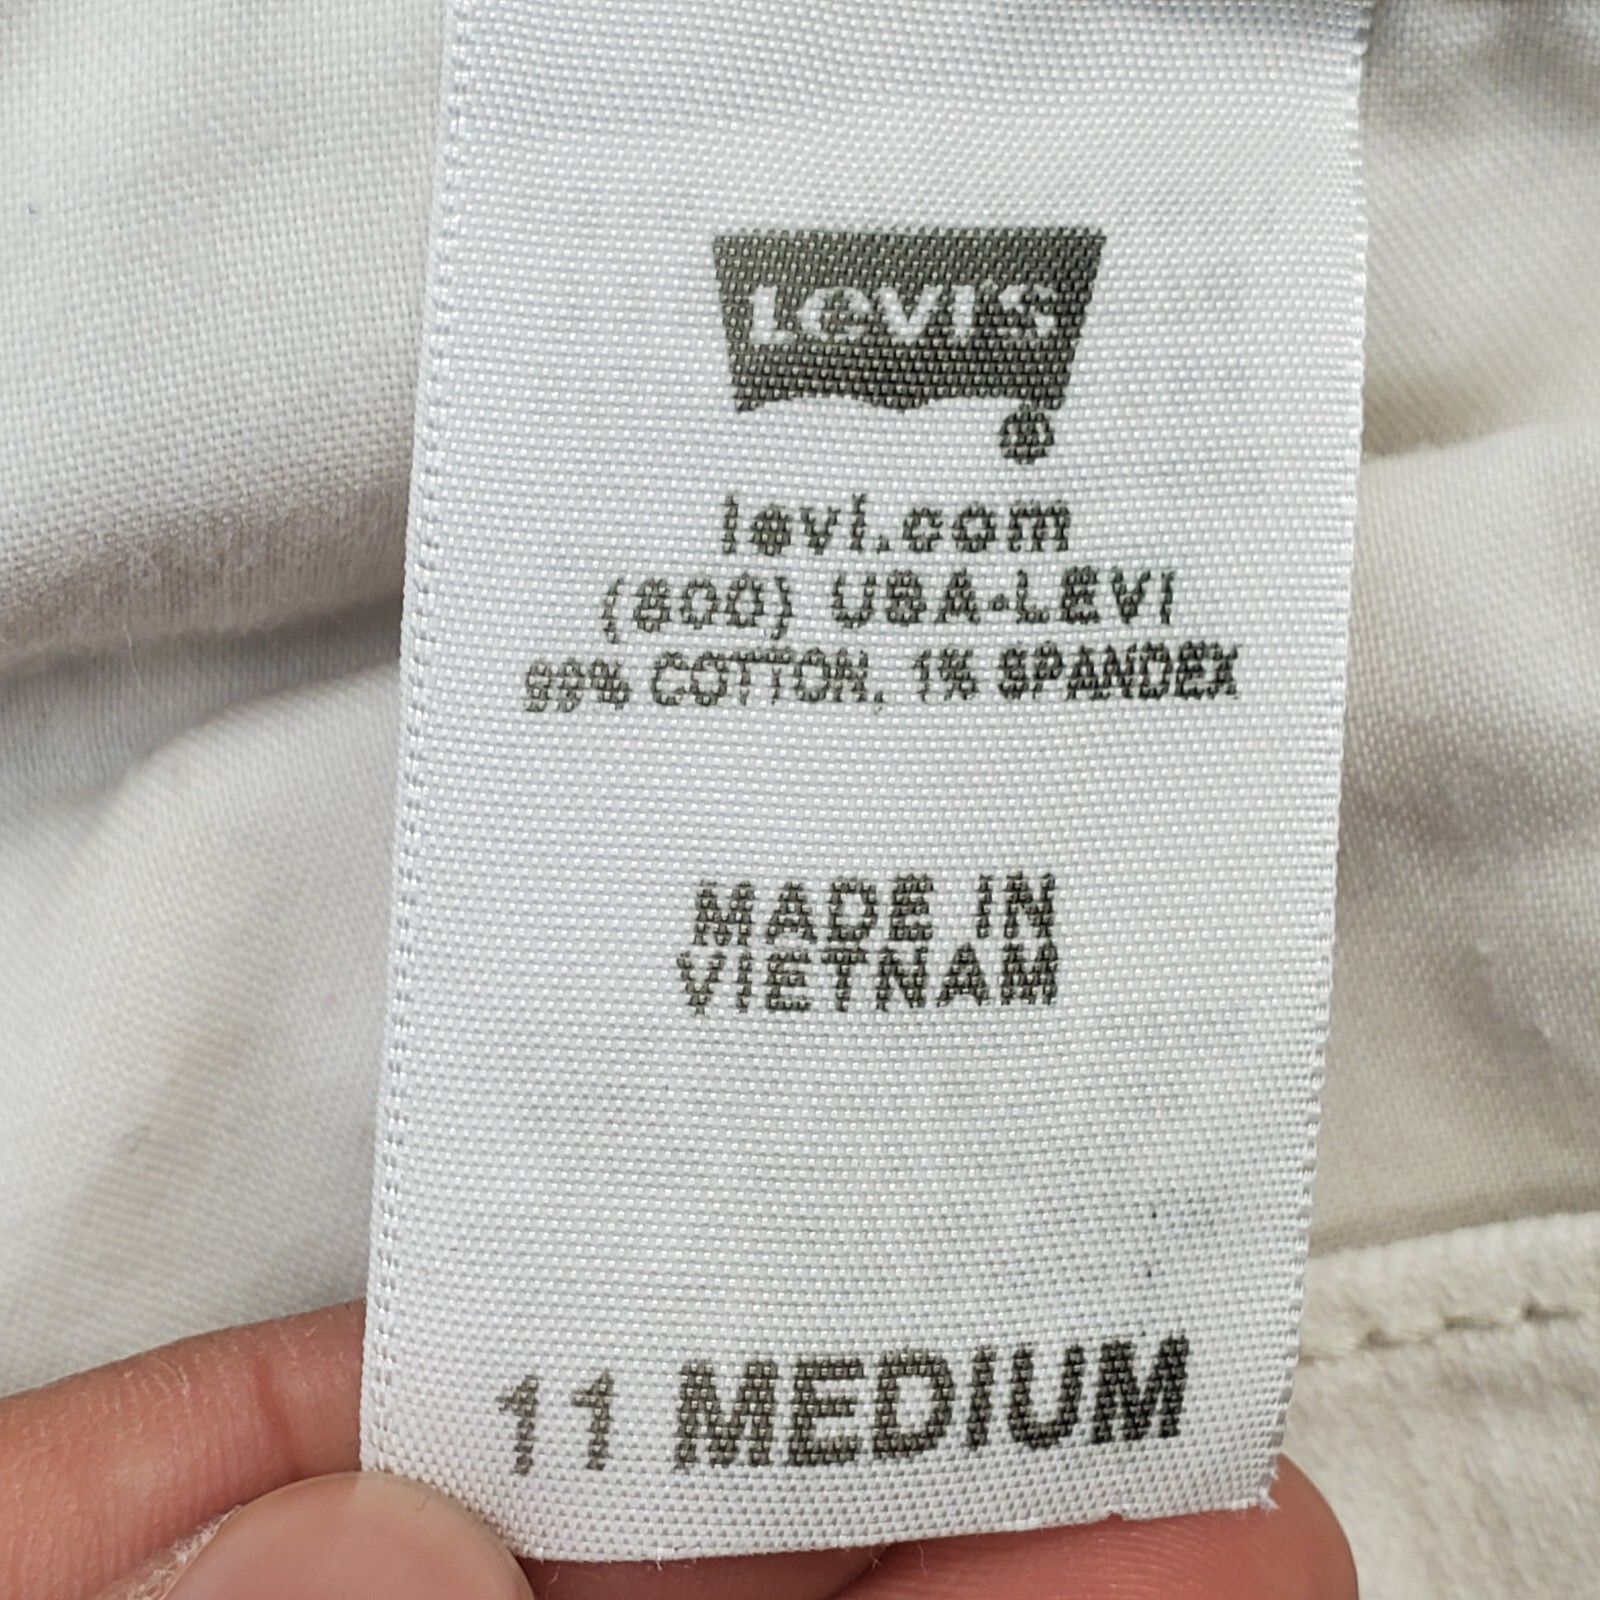 Levi's
®
levi.com
(800) USA-LEVI
99% COTTON, 1% SPANDEX
MADE IN
VIETNAM
11 MEDIUM